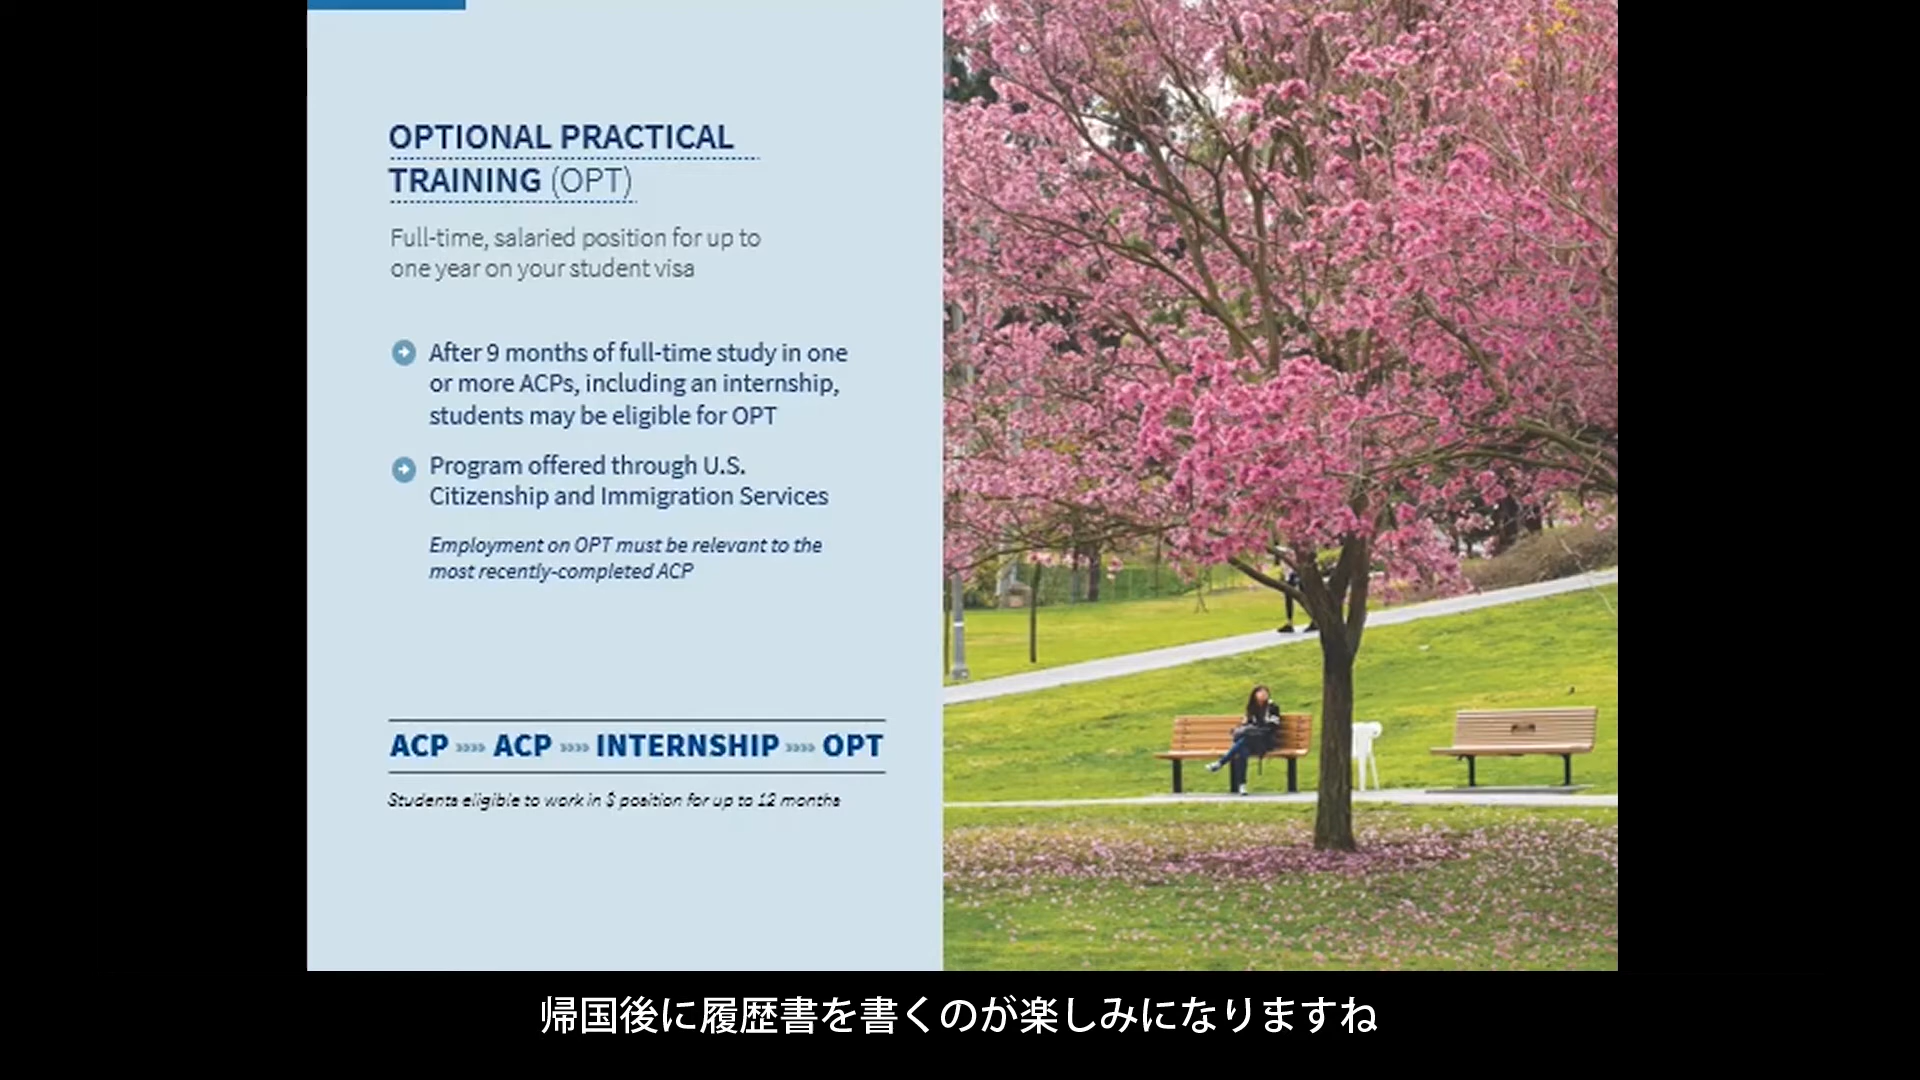 OPTIONAL PRACTICAL
TRAINING (OPT)
Full-time, salaried position for up to
one year on your student visa
After 9 months of full-time study in one
or more ACPs, including an internship,
students may be eligible for OPT
Program offered through U.S.
Citizenship and Immigration Services
Employment on OPT must be relevant to the
most recently-completed ACP
ACP »»» ACP »»» INTERNSHIP »»» OPT
Students eligible to work in $ position for up to 12 months
帰国後に履歴書を書くのが楽しみになりますね